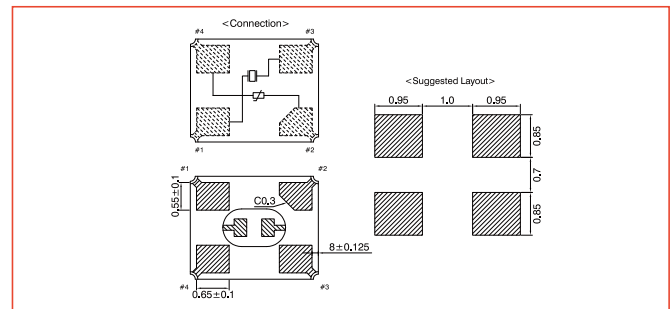 <Connection>
#4 #3
#1 #2
<Suggested Layout>
0.95 1.0 0.95
0.85
0.7
0.85
#1 #2
0.55±0.1
C0.3
8±0.125
#4 #3
0.65±0.1